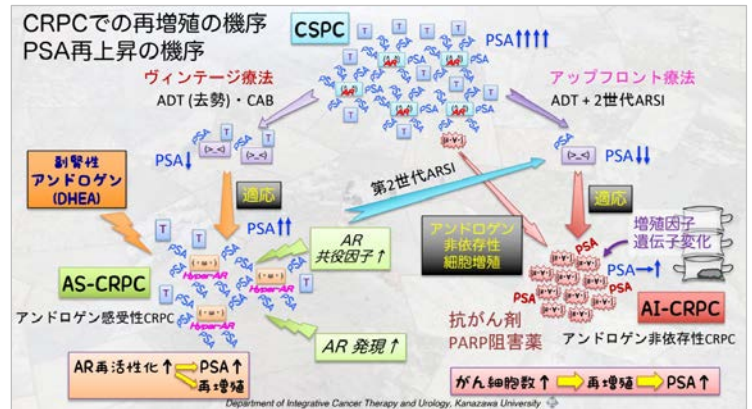 CRPCでの再増殖の機序
PSA再上昇の機序
CSPC
PSA↑↑↑↑
ヴィンテージ療法
ADT (去勢)・CAB
アップフロント療法
ADT + 2世代ARSI
PSA↓
PSA↓↓
副腎性
アンドロゲン
(DHEA)
適応
第2世代ARSI
適応
PSA↑↑
AR
共役因子↑
アンドロゲン
非依存性
細胞増殖
増殖因子
遺伝子変化
PSA→↑
Hyper-AR
Hyper-AR
Hyper-AR
AS-CRPC
アンドロゲン感受性CRPC
AR 発現↑
PSA
PSA
PSA
抗がん剤
PARP阻害薬
AI-CRPC
アンドロゲン非依存性CRPC
AR再活性化↑
PSA↑
再増殖
がん細胞数↑
再増殖
PSA↑
Department of Integrative Cancer Therapy and Urology, Kanazawa University